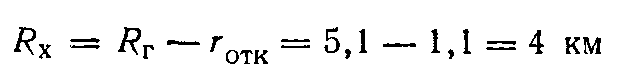 Rх = Rг — rотк = 5,1 — 1,1 = 4 км